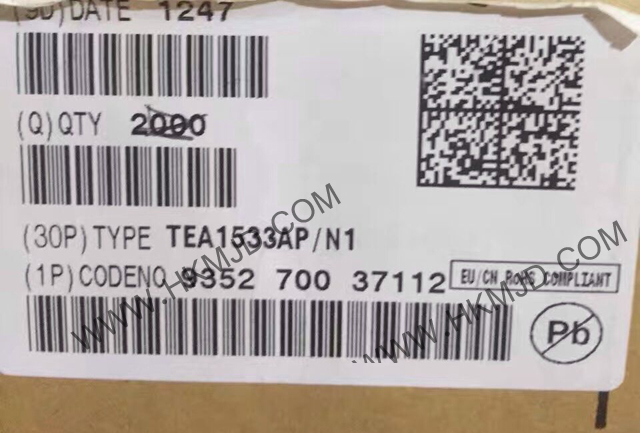 (9D)DATE 1247
(Q)QTY 2000
(30P)TYPE TEA1533AP/N1
(1P)CODENO 9352 700 37112
EU/CN ROHS COMPLIANT
Pb
WWW.HKMJD.COM
WWW.HKMJD.COM